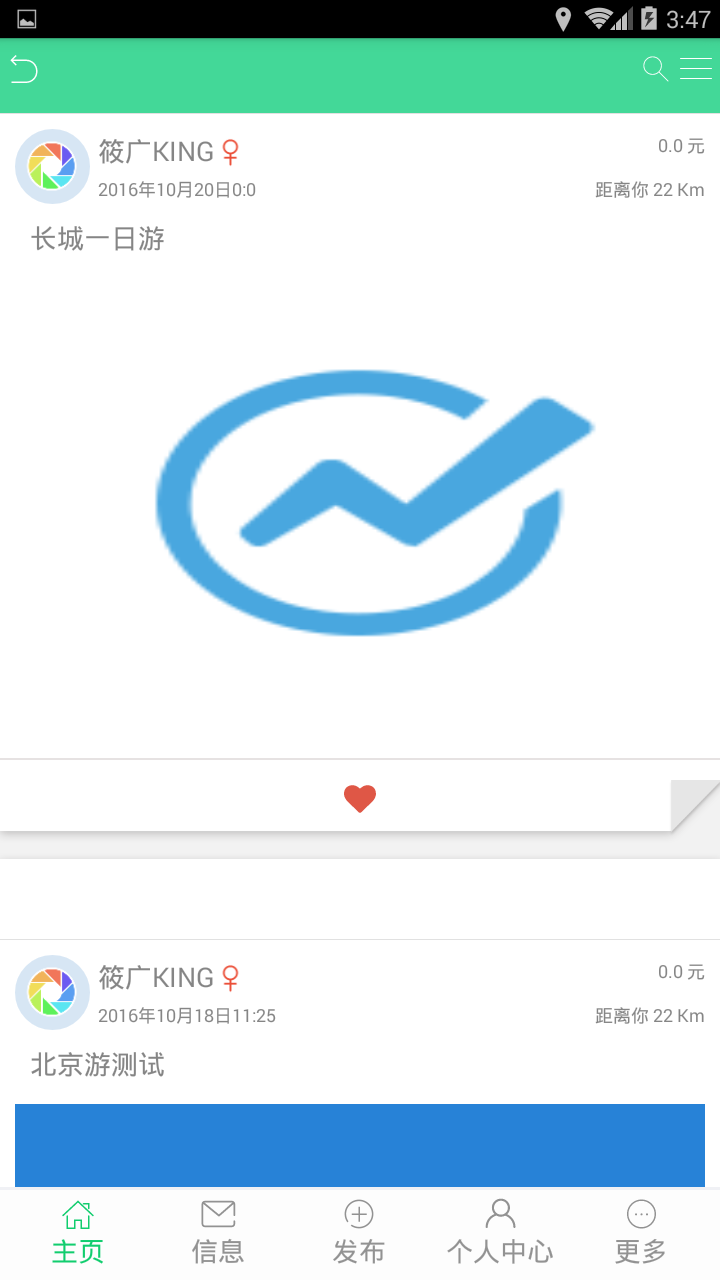 3:47
筱广KING
0.0 元
2016年10月20日0:0
距离你 22 Km
长城一日游
筱广KING
0.0 元
2016年10月18日11:25
距离你 22 Km
北京游测试
主页
信息
发布
个人中心
更多